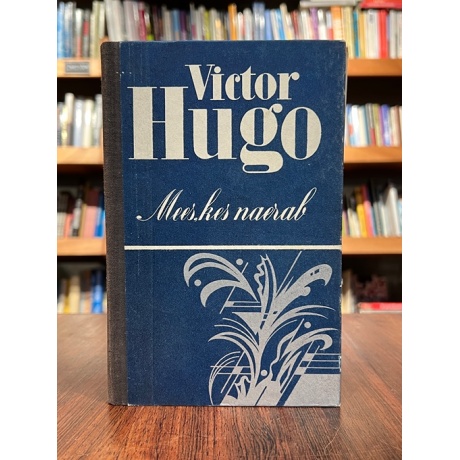 Victor
Hugo
Mees, kes naerab